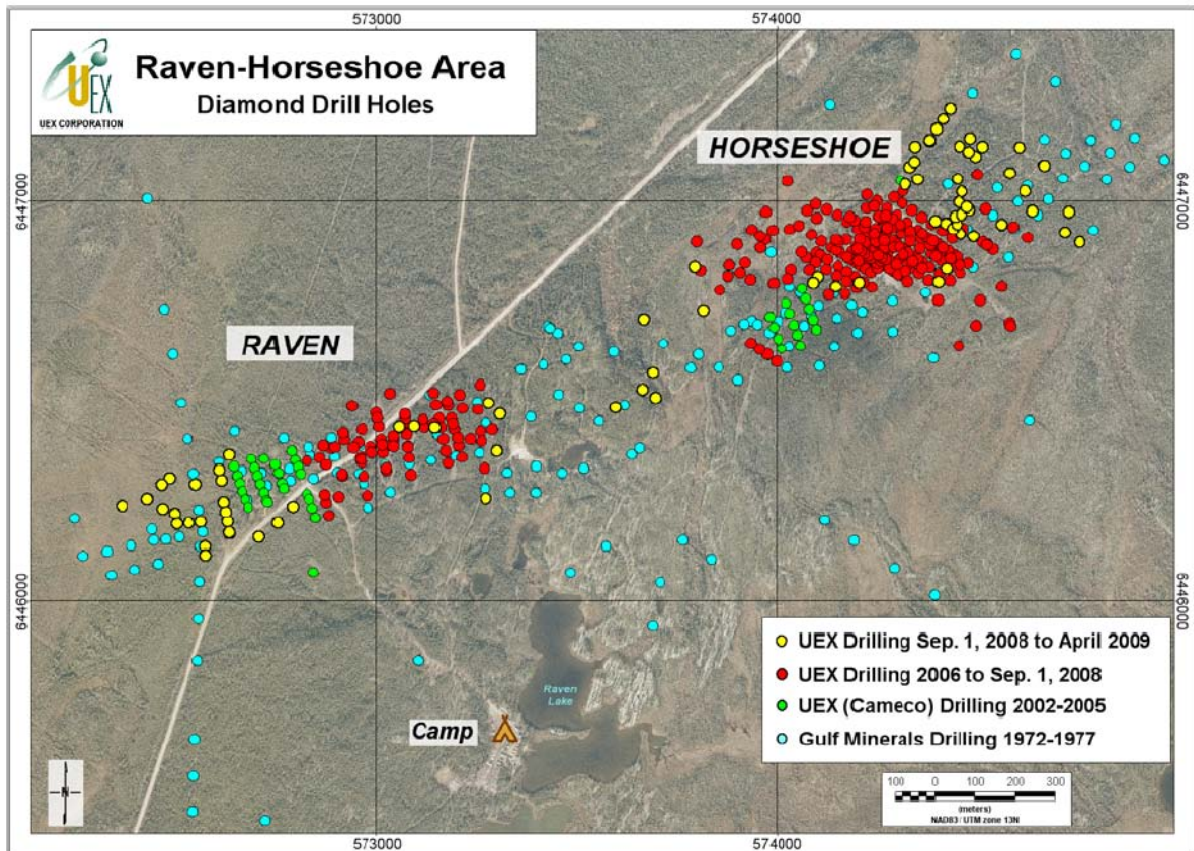 573000
574000
UEX
UEX CORPORATION
Raven-Horseshoe Area
Diamond Drill Holes
HORSESHOE
6447000
6447000
RAVEN
6446000
6446000
UEX Drilling Sep. 1, 2008 to April 2009
UEX Drilling 2006 to Sep. 1, 2008
UEX (Cameco) Drilling 2002-2005
Gulf Minerals Drilling 1972-1977
Raven
Lake
Camp
N
100 0 100 200 300
(meters)
NAD83 / UTM zone 13N
573000
574000